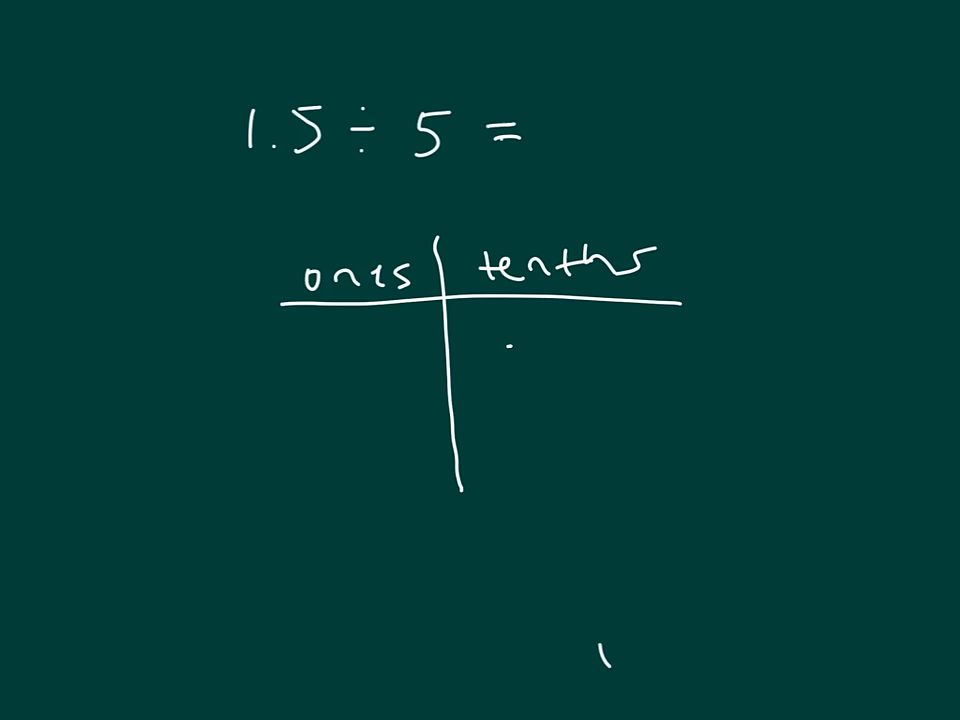 1.5 ÷ 5 =
ones tenths